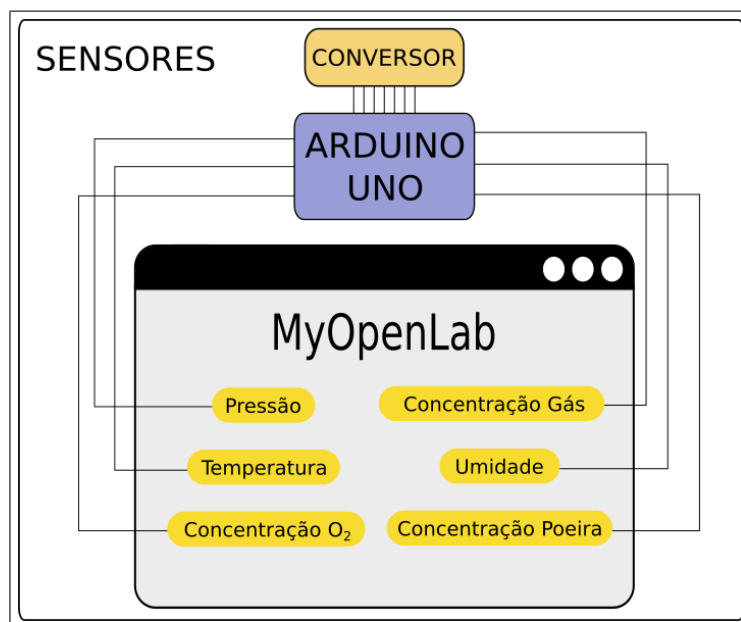 SENSORES
CONVERSOR
ARDUINO
UNO
MyOpenLab
Pressão
Concentração Gás
Temperatura
Umidade
Concentração O₂
Concentração Poeira